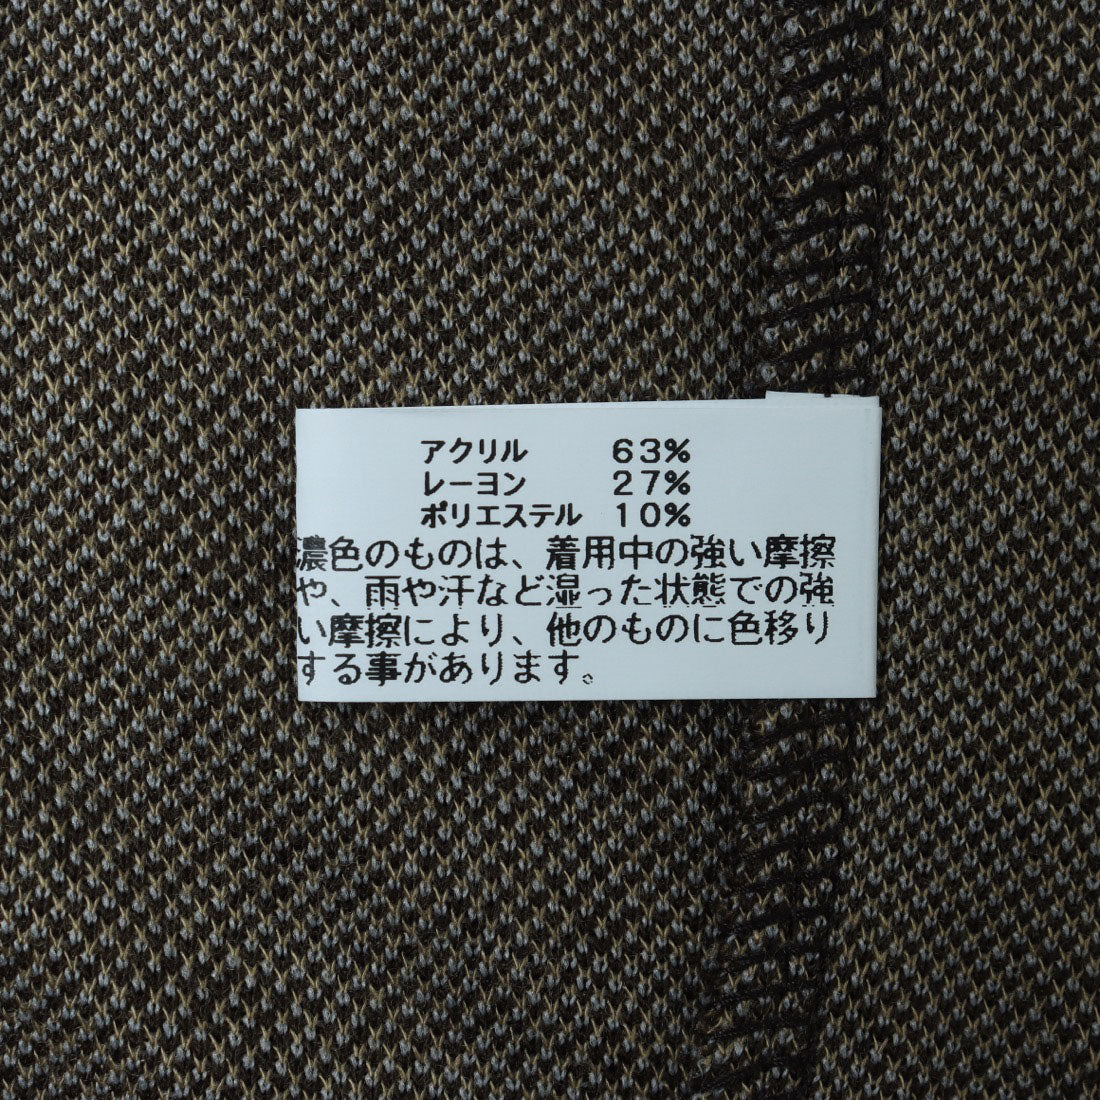 アクリル 63%
レーヨン 27%
ポリエステル 10%
濃色のものは、着用中の強い摩擦
や、雨や汗など湿った状態での強
い摩擦により、他のものに色移り
する事があります。